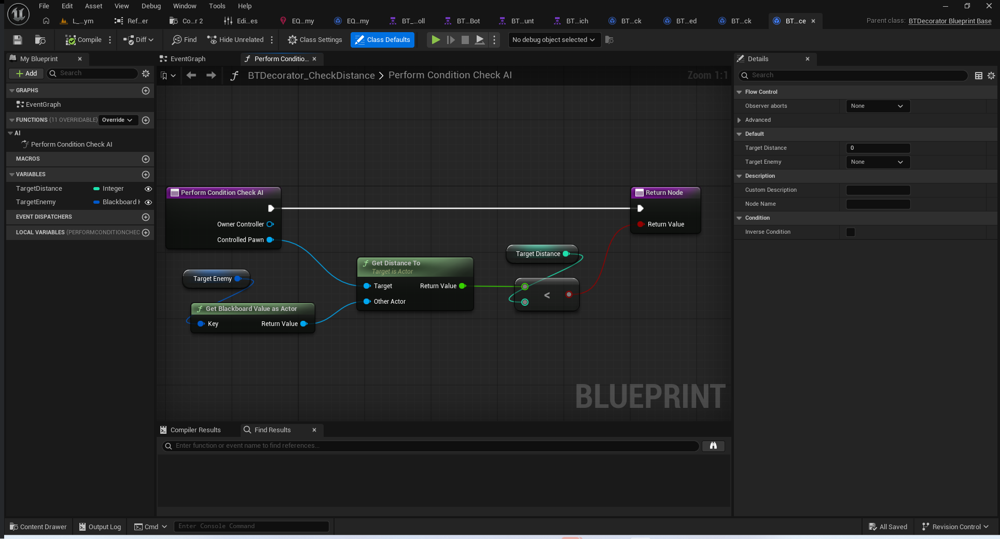 File Edit Asset View Debug Window Tools Help
L_...ym Ref...er Co...r 2 Edi...es EQ...my EQ...my BT_...oll BT...Bot BT...unt BT...ich BT...ck BT...ed BT...ck BT...ce Parent class: BTDecorator Blueprint Base
Compile Diff Find Hide Unrelated Class Settings Class Defaults No debug object selected
My Blueprint
Add Search
GRAPHS
EventGraph
FUNCTIONS (11 OVERRIDABLE) Override
AI
Perform Condition Check AI
MACROS
VARIABLES
TargetDistance Integer
TargetEnemy Blackboard K
EVENT DISPATCHERS
LOCAL VARIABLES (PERFORMCONDITIONCHEC
EventGraph Perform Conditio...
BTDecorator_CheckDistance > Perform Condition Check AI Zoom 1:1
Perform Condition Check AI
Owner Controller
Controlled Pawn
Target Enemy
Get Blackboard Value as Actor
Key Return Value
Get Distance To
Target is Actor
Target Return Value
Other Actor
Target Distance
<
Return Node
Return Value
BLUEPRINT
Compiler Results Find Results
Enter function or event name to find references...
Details
Search
Flow Control
Observer aborts None
Advanced
Default
Target Distance 0
Target Enemy None
Description
Custom Description
Node Name
Condition
Inverse Condition
Content Drawer Output Log Cmd Enter Console Command All Saved Revision Control